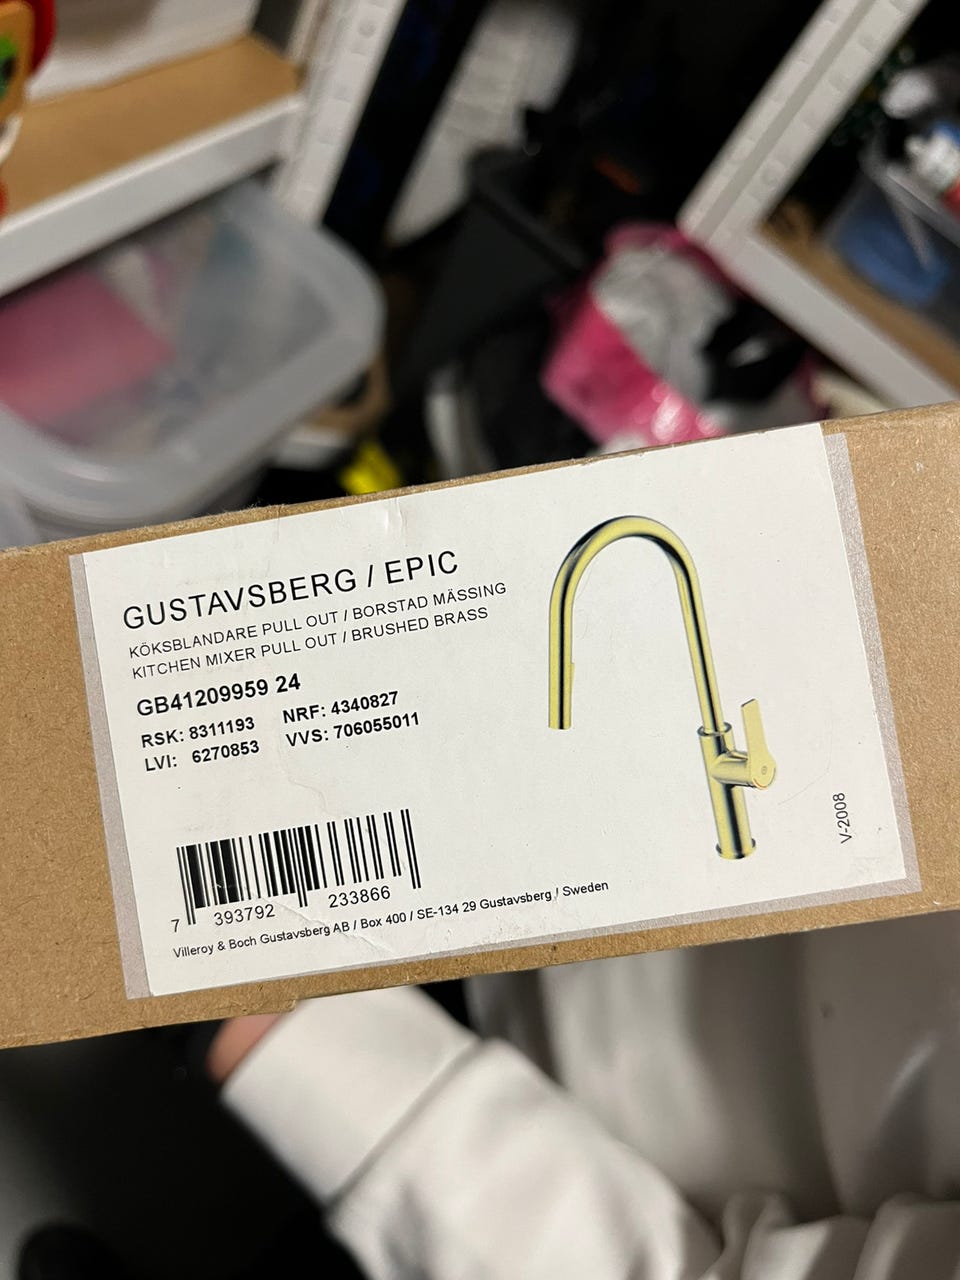 GUSTAVSBERG / EPIC
KÖKSBLANDARE PULL OUT / BORSTAD MÄSSING
KITCHEN MIXER PULL OUT / BRUSHED BRASS
GB41209959 24
RSK: 8311193 NRF: 4340827
LVI: 6270853 VVS: 706055011
7 393792 233866
Villeroy & Boch Gustavsberg AB / Box 400 / SE-134 29 Gustavsberg / Sweden
V-2008